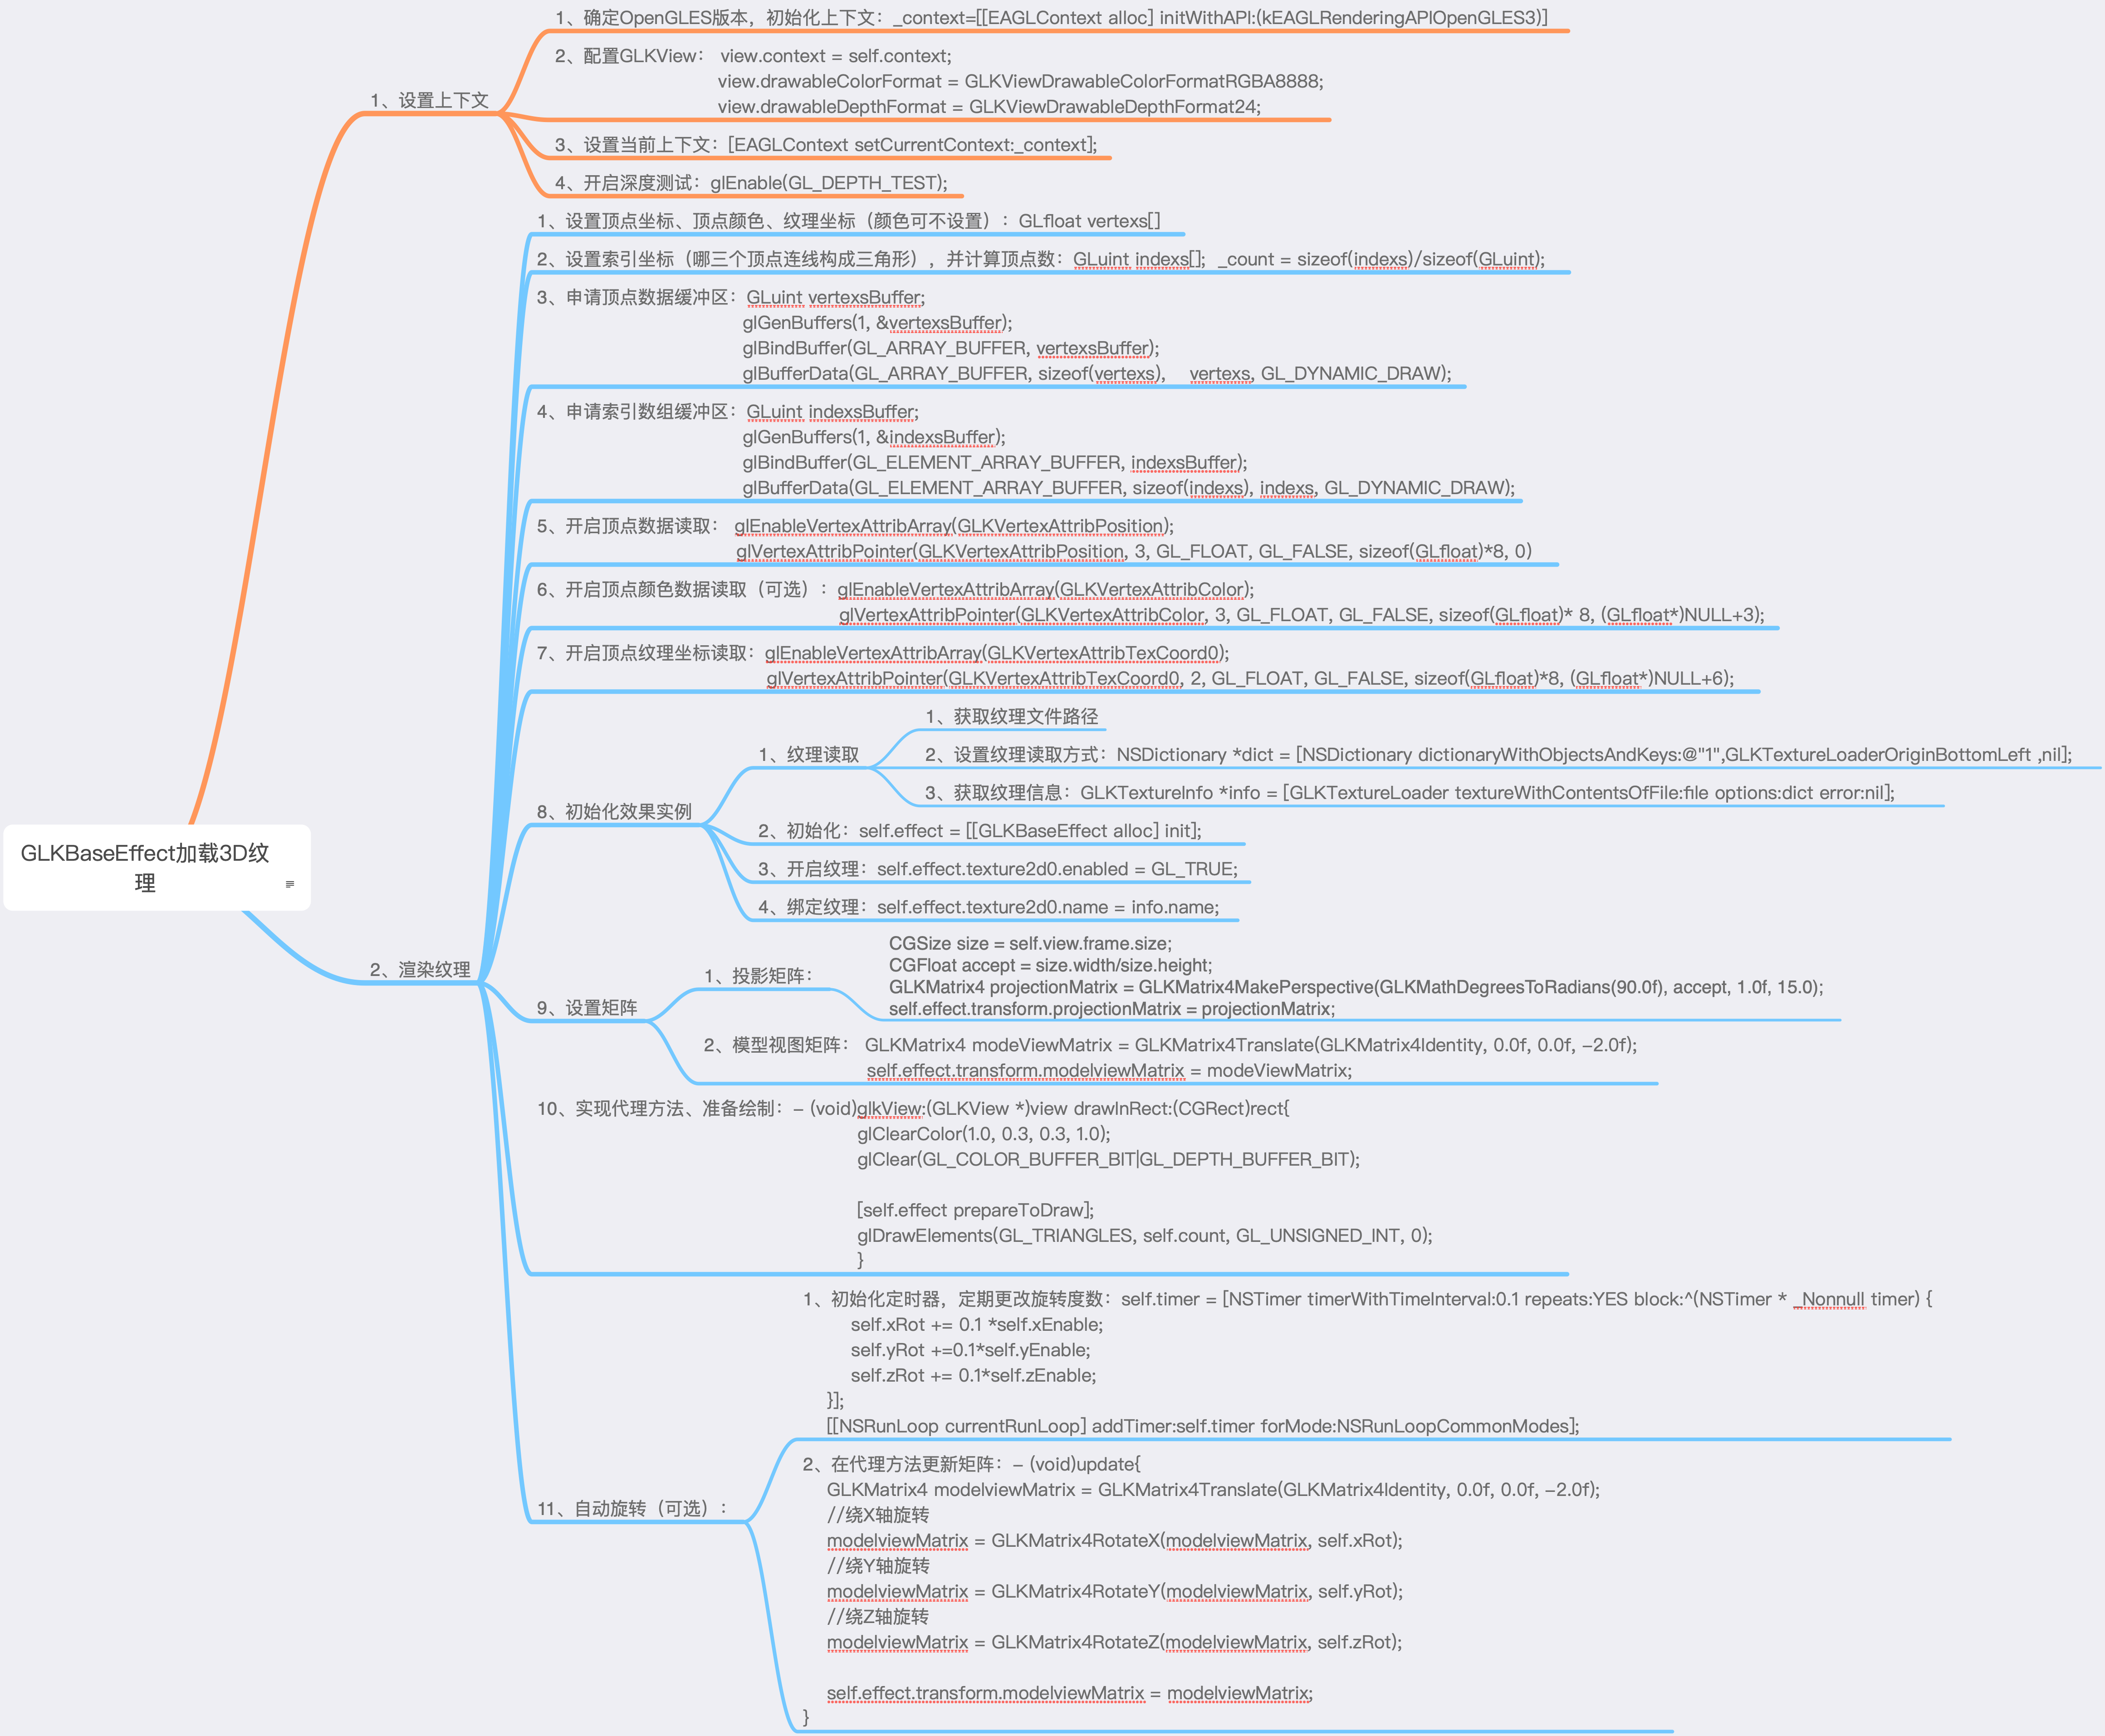 GLKBaseEffect加载3D纹
理
1、设置上下文
1、确定OpenGLES版本，初始化上下文：_context=[[EAGLContext alloc] initWithAPI:(kEAGLRenderingAPIOpenGLES3)]
2、配置GLKView： view.context = self.context;
view.drawableColorFormat = GLKViewDrawableColorFormatRGBA8888;
view.drawableDepthFormat = GLKViewDrawableDepthFormat24;
3、设置当前上下文：[EAGLContext setCurrentContext:_context];
4、开启深度测试：glEnable(GL_DEPTH_TEST);
2、渲染纹理
1、设置顶点坐标、顶点颜色、纹理坐标（颜色可不设置）：GLfloat vertexs[]
2、设置索引坐标（哪三个顶点连线构成三角形），并计算顶点数：GLuint indexs[]; _count = sizeof(indexs)/sizeof(GLuint);
3、申请顶点数据缓冲区：GLuint vertexsBuffer;
glGenBuffers(1, &vertexsBuffer);
glBindBuffer(GL_ARRAY_BUFFER, vertexsBuffer);
glBufferData(GL_ARRAY_BUFFER, sizeof(vertexs), vertexs, GL_DYNAMIC_DRAW);
4、申请索引数组缓冲区：GLuint indexsBuffer;
glGenBuffers(1, &indexsBuffer);
glBindBuffer(GL_ELEMENT_ARRAY_BUFFER, indexsBuffer);
glBufferData(GL_ELEMENT_ARRAY_BUFFER, sizeof(indexs), indexs, GL_DYNAMIC_DRAW);
5、开启顶点数据读取： glEnableVertexAttribArray(GLKVertexAttribPosition);
glVertexAttribPointer(GLKVertexAttribPosition, 3, GL_FLOAT, GL_FALSE, sizeof(GLfloat)*8, 0)
6、开启顶点颜色数据读取（可选）：glEnableVertexAttribArray(GLKVertexAttribColor);
glVertexAttribPointer(GLKVertexAttribColor, 3, GL_FLOAT, GL_FALSE, sizeof(GLfloat)* 8, (GLfloat*)NULL+3);
7、开启顶点纹理坐标读取：glEnableVertexAttribArray(GLKVertexAttribTexCoord0);
glVertexAttribPointer(GLKVertexAttribTexCoord0, 2, GL_FLOAT, GL_FALSE, sizeof(GLfloat)*8, (GLfloat*)NULL+6);
8、初始化效果实例
1、纹理读取
1、获取纹理文件路径
2、设置纹理读取方式：NSDictionary *dict = [NSDictionary dictionaryWithObjectsAndKeys:@"1",GLKTextureLoaderOriginBottomLeft ,nil];
3、获取纹理信息：GLKTextureInfo *info = [GLKTextureLoader textureWithContentsOfFile:file options:dict error:nil];
2、初始化：self.effect = [[GLKBaseEffect alloc] init];
3、开启纹理：self.effect.texture2d0.enabled = GL_TRUE;
4、绑定纹理：self.effect.texture2d0.name = info.name;
9、设置矩阵
1、投影矩阵：
CGSize size = self.view.frame.size;
CGFloat accept = size.width/size.height;
GLKMatrix4 projectionMatrix = GLKMatrix4MakePerspective(GLKMathDegreesToRadians(90.0f), accept, 1.0f, 15.0);
self.effect.transform.projectionMatrix = projectionMatrix;
2、模型视图矩阵： GLKMatrix4 modeViewMatrix = GLKMatrix4Translate(GLKMatrix4Identity, 0.0f, 0.0f, -2.0f);
self.effect.transform.modelviewMatrix = modeViewMatrix;
10、实现代理方法、准备绘制：- (void)glkView:(GLKView *)view drawInRect:(CGRect)rect{
glClearColor(1.0, 0.3, 0.3, 1.0);
glClear(GL_COLOR_BUFFER_BIT|GL_DEPTH_BUFFER_BIT);
[self.effect prepareToDraw];
glDrawElements(GL_TRIANGLES, self.count, GL_UNSIGNED_INT, 0);
}
11、自动旋转（可选）：
1、初始化定时器，定期更改旋转度数：self.timer = [NSTimer timerWithTimeInterval:0.1 repeats:YES block:^(NSTimer * _Nonnull timer) {
self.xRot += 0.1 *self.xEnable;
self.yRot +=0.1*self.yEnable;
self.zRot += 0.1*self.zEnable;
}];
[[NSRunLoop currentRunLoop] addTimer:self.timer forMode:NSRunLoopCommonModes];
2、在代理方法更新矩阵：- (void)update{
GLKMatrix4 modelviewMatrix = GLKMatrix4Translate(GLKMatrix4Identity, 0.0f, 0.0f, -2.0f);
//绕X轴旋转
modelviewMatrix = GLKMatrix4RotateX(modelviewMatrix, self.xRot);
//绕Y轴旋转
modelviewMatrix = GLKMatrix4RotateY(modelviewMatrix, self.yRot);
//绕Z轴旋转
modelviewMatrix = GLKMatrix4RotateZ(modelviewMatrix, self.zRot);
self.effect.transform.modelviewMatrix = modelviewMatrix;
}